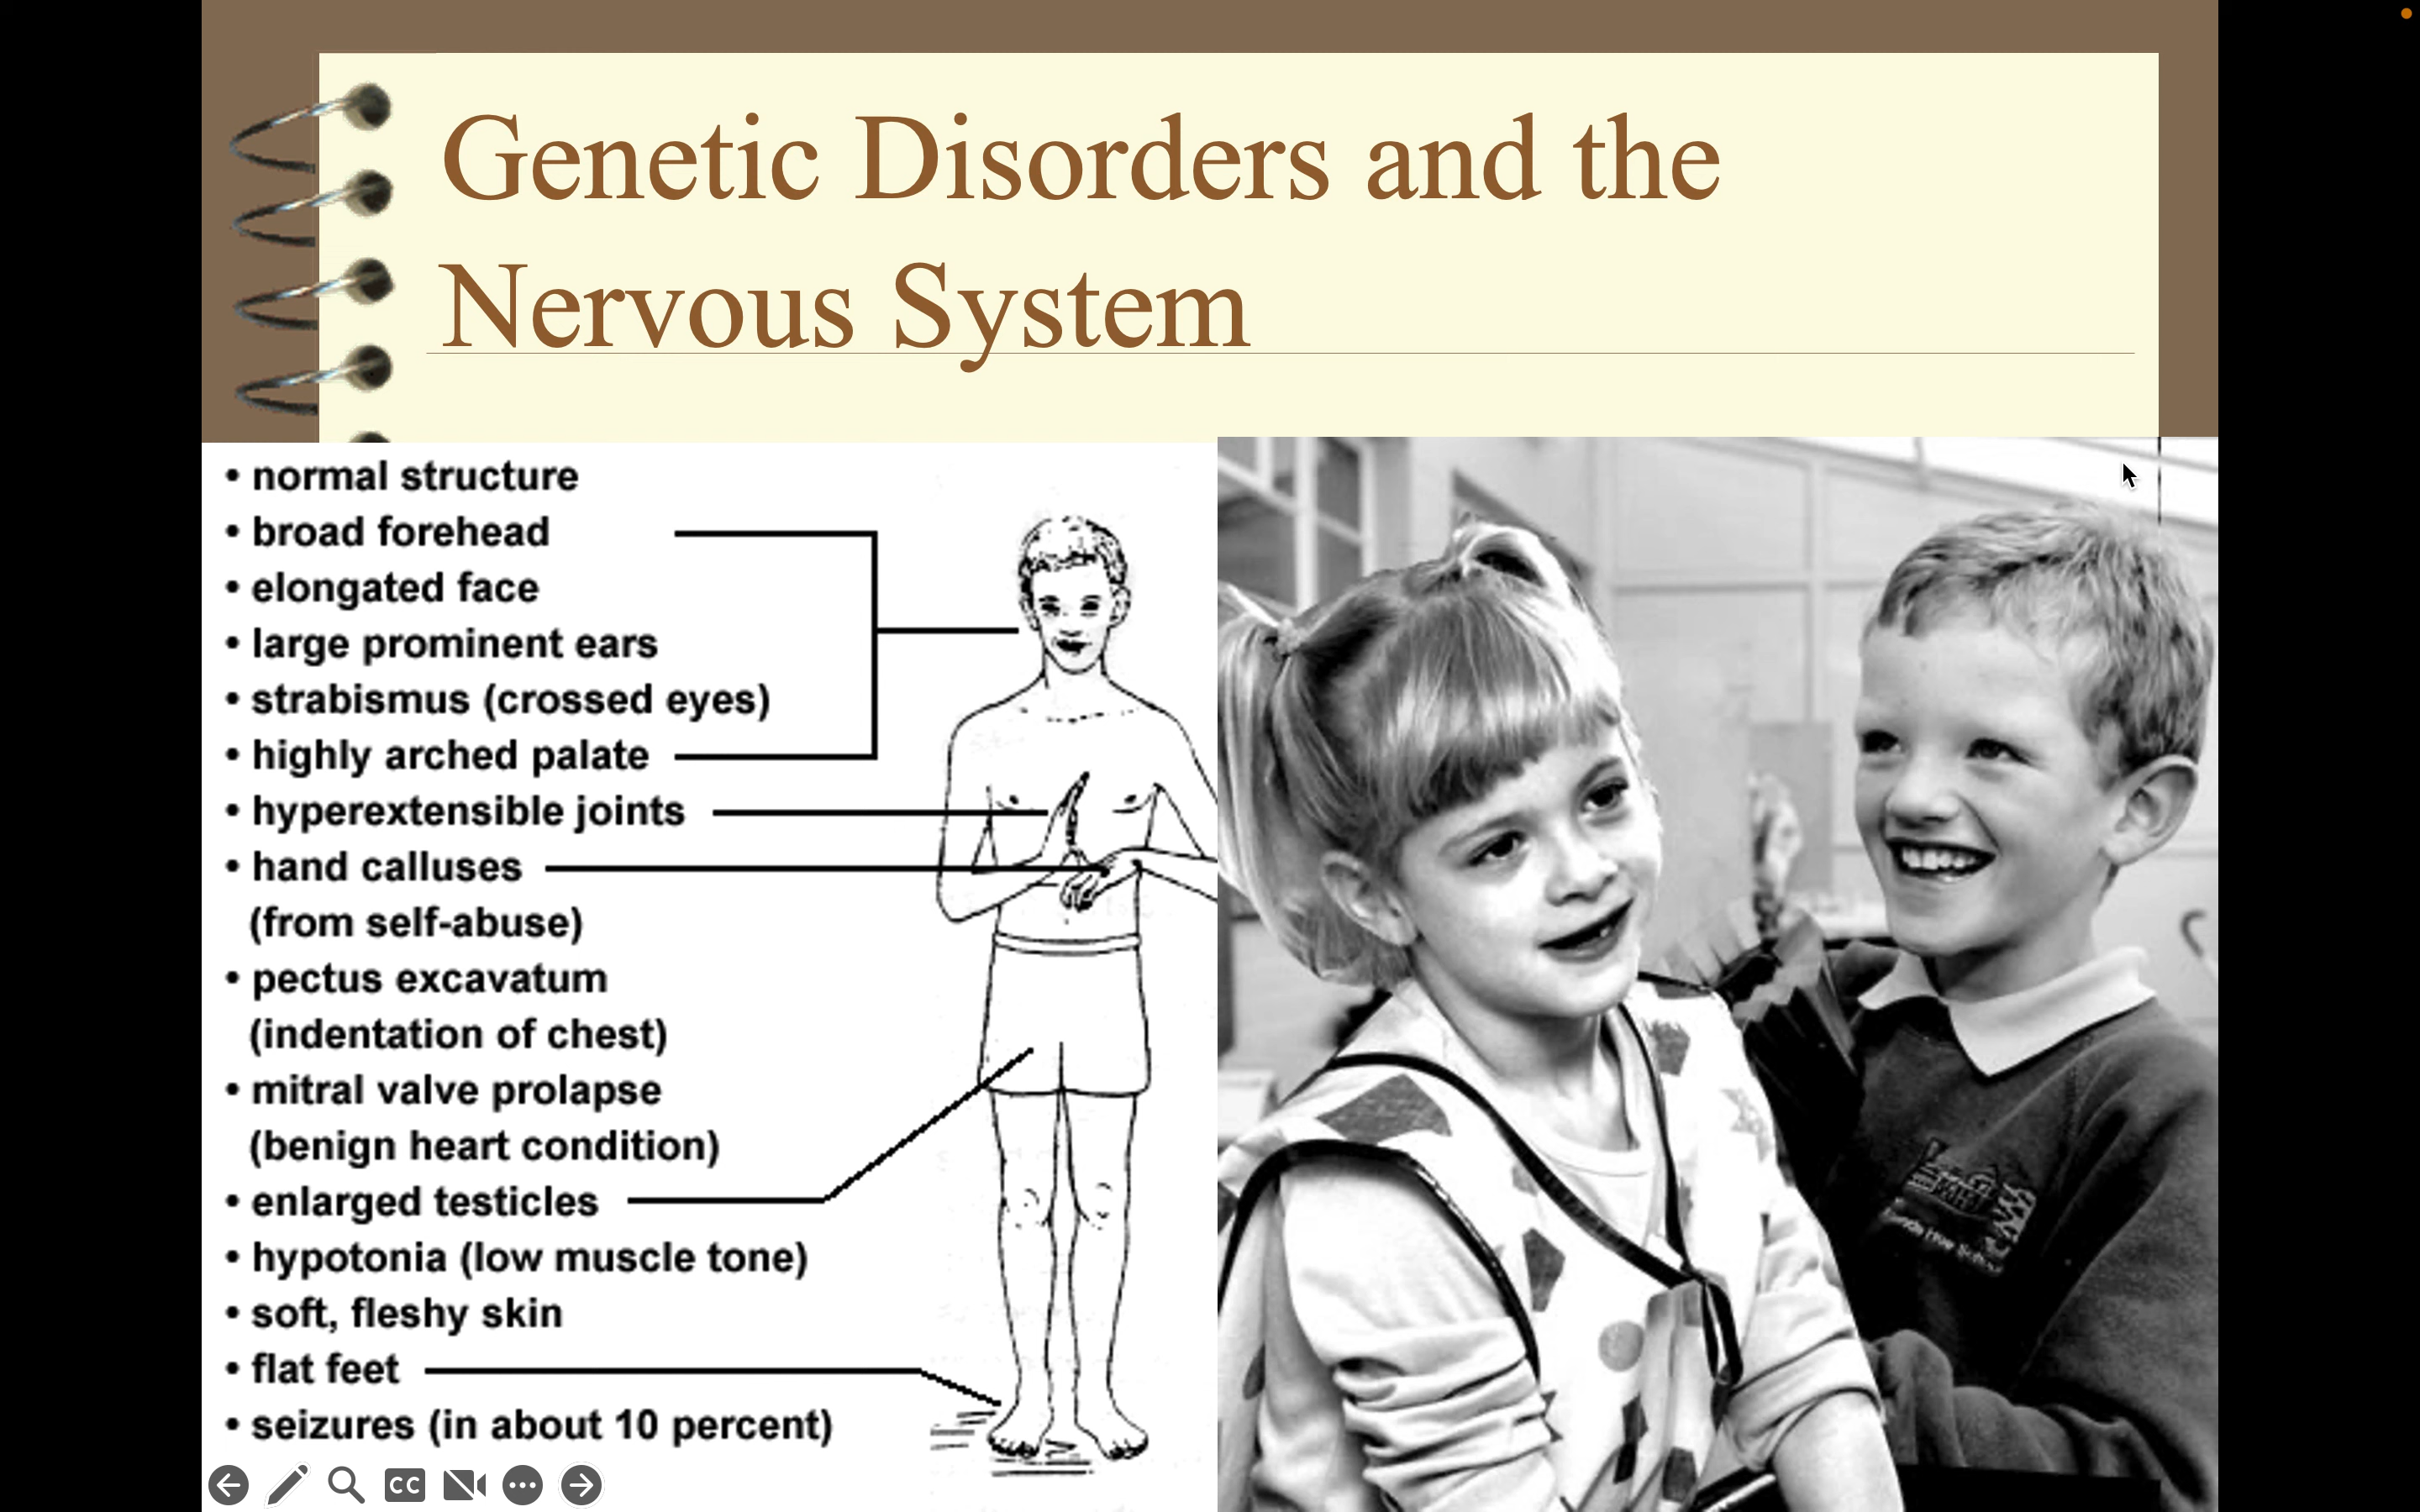 Genetic Disorders and the
Nervous System
• normal structure
• broad forehead
• elongated face
• large prominent ears
• strabismus (crossed eyes)
• highly arched palate
• hyperextensible joints
• hand calluses
(from self-abuse)
• pectus excavatum
(indentation of chest)
• mitral valve prolapse
(benign heart condition)
• enlarged testicles
• hypotonia (low muscle tone)
• soft, fleshy skin
• flat feet
• seizures (in about 10 percent)
CC